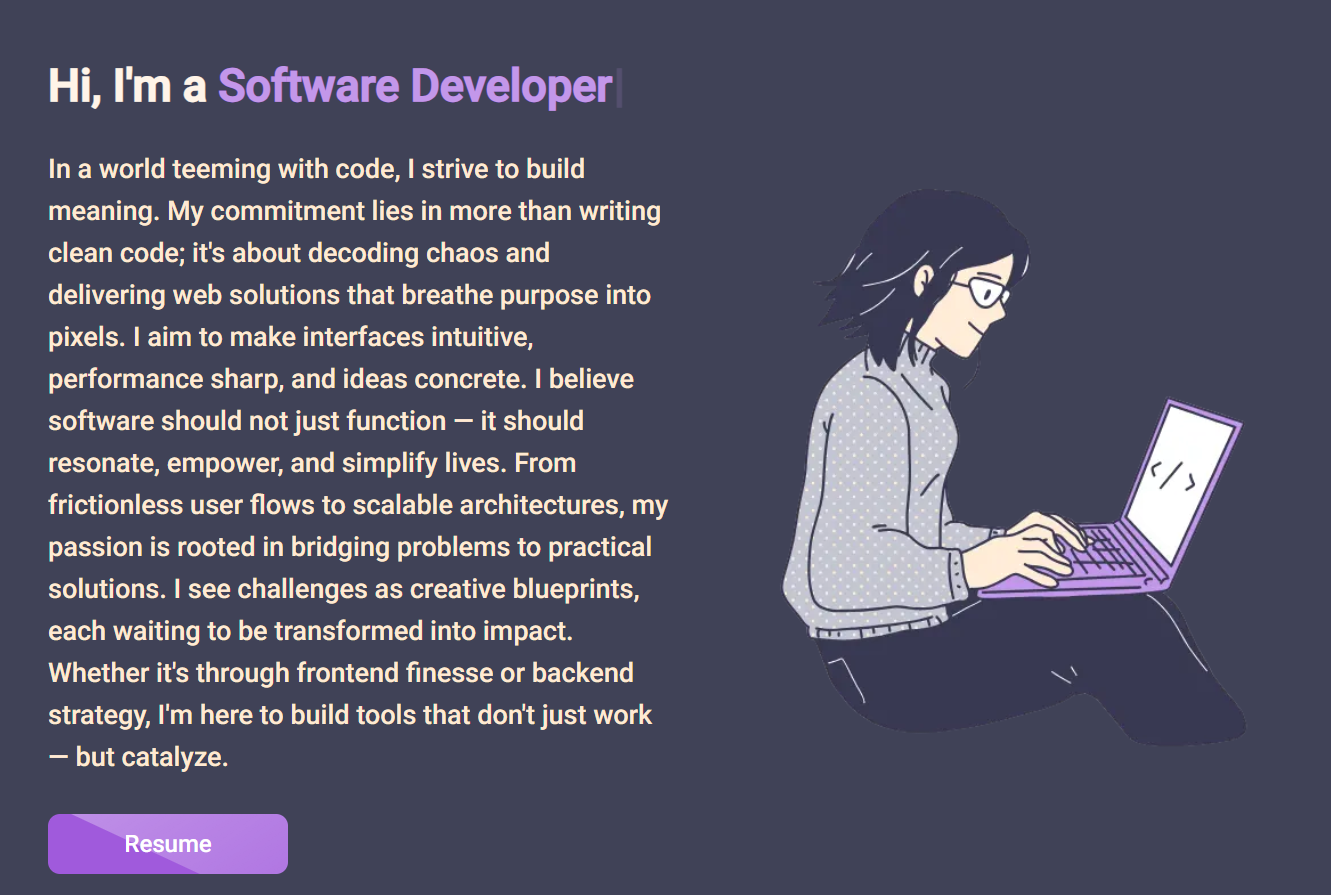 Hi, I'm a Software Developer
In a world teeming with code, I strive to build
meaning. My commitment lies in more than writing
clean code; it's about decoding chaos and
delivering web solutions that breathe purpose into
pixels. I aim to make interfaces intuitive,
performance sharp, and ideas concrete. I believe
software should not just function — it should
resonate, empower, and simplify lives. From
frictionless user flows to scalable architectures, my
passion is rooted in bridging problems to practical
solutions. I see challenges as creative blueprints,
each waiting to be transformed into impact.
Whether it's through frontend finesse or backend
strategy, I'm here to build tools that don't just work
— but catalyze.
</>
Resume